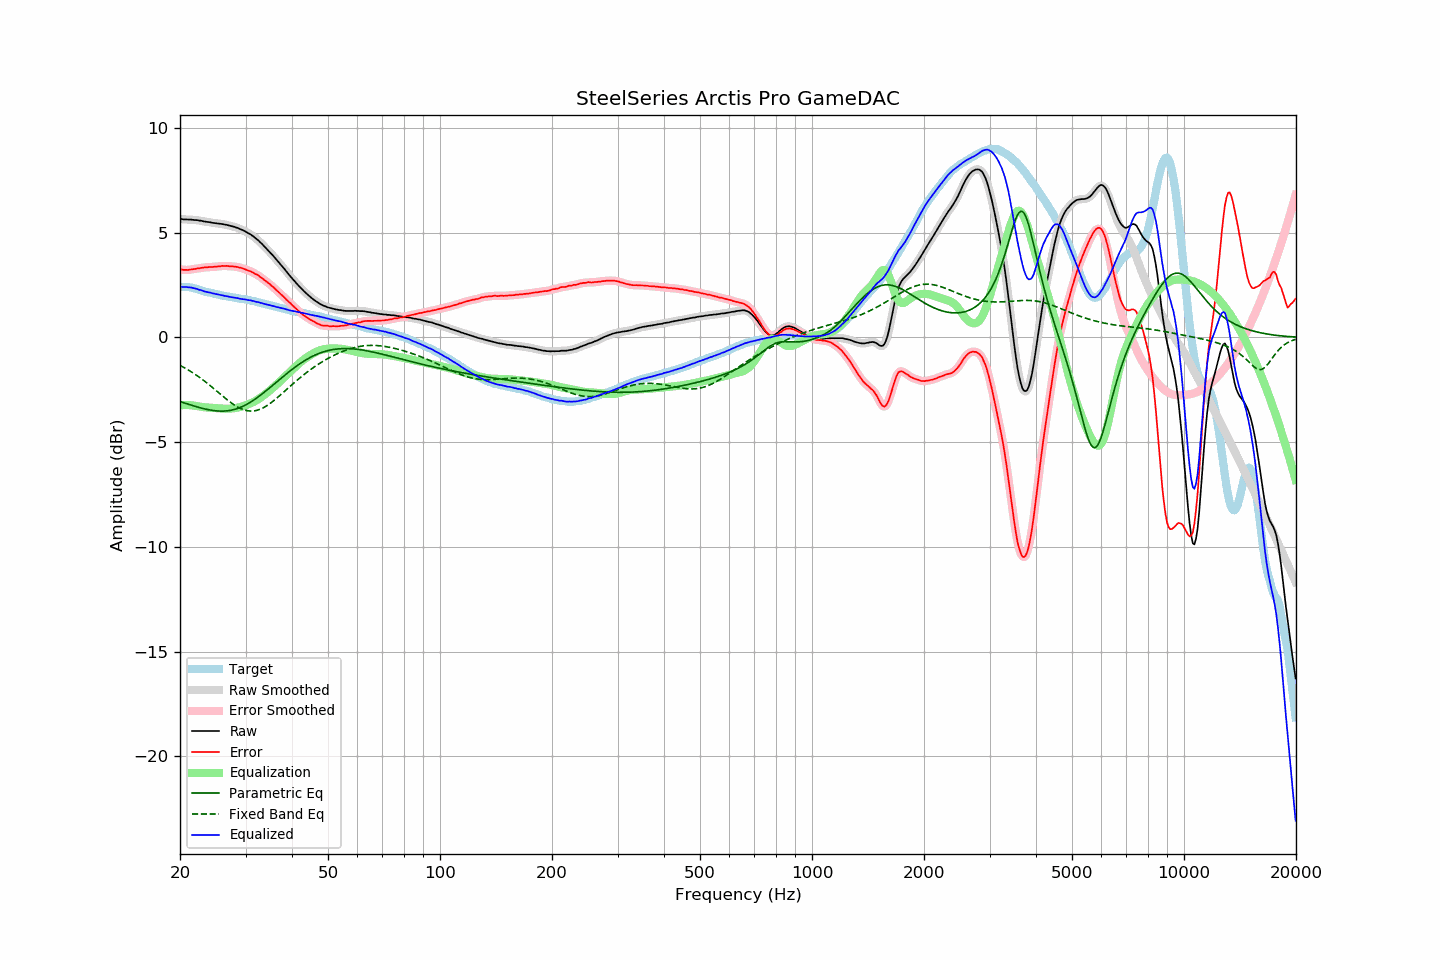 SteelSeries Arctis Pro GameDAC
Amplitude (dBr)
10
5
0
−5
−10
−15
−20
Target
Raw Smoothed
Error Smoothed
Raw
Error
Equalization
Parametric Eq
Fixed Band Eq
Equalized
20 50 100 200 500 1000 2000 5000 10000 20000
Frequency (Hz)